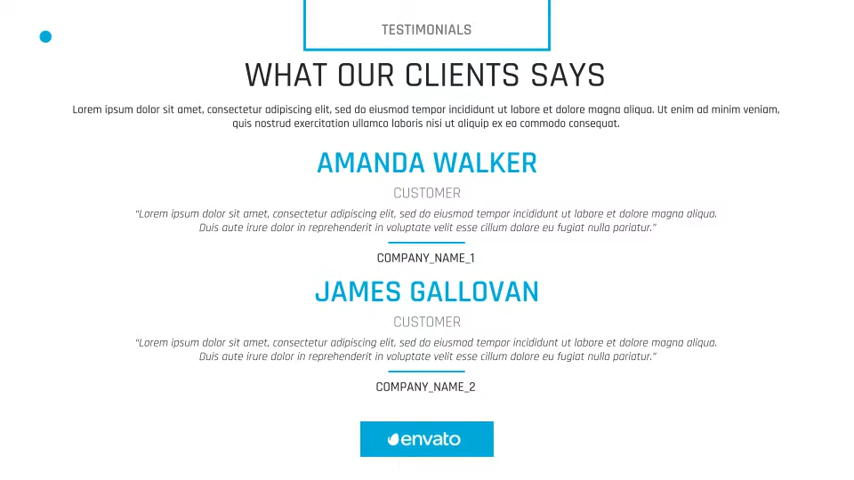 TESTIMONIALS
WHAT OUR CLIENTS SAYS
Lorem ipsum dolor sit amet, consectetur adipiscing elit, sed do eiusmod tempor incididunt ut labore et dolore magna aliqua. Ut enim ad minim veniam,
quis nostrud exercitation ullamco laboris nisi ut aliquip ex ea commodo consequat.
AMANDA WALKER
CUSTOMER
“Lorem ipsum dolor sit amet, consectetur adipiscing elit, sed do eiusmod tempor incididunt ut labore et dolore magna aliqua.
Duis aute irure dolor in reprehenderit in voluptate velit esse cillum dolore eu fugiat nulla pariatur.”
COMPANY_NAME_1
JAMES GALLOVAN
CUSTOMER
“Lorem ipsum dolor sit amet, consectetur adipiscing elit, sed do eiusmod tempor incididunt ut labore et dolore magna aliqua.
Duis aute irure dolor in reprehenderit in voluptate velit esse cillum dolore eu fugiat nulla pariatur.”
COMPANY_NAME_2
envato